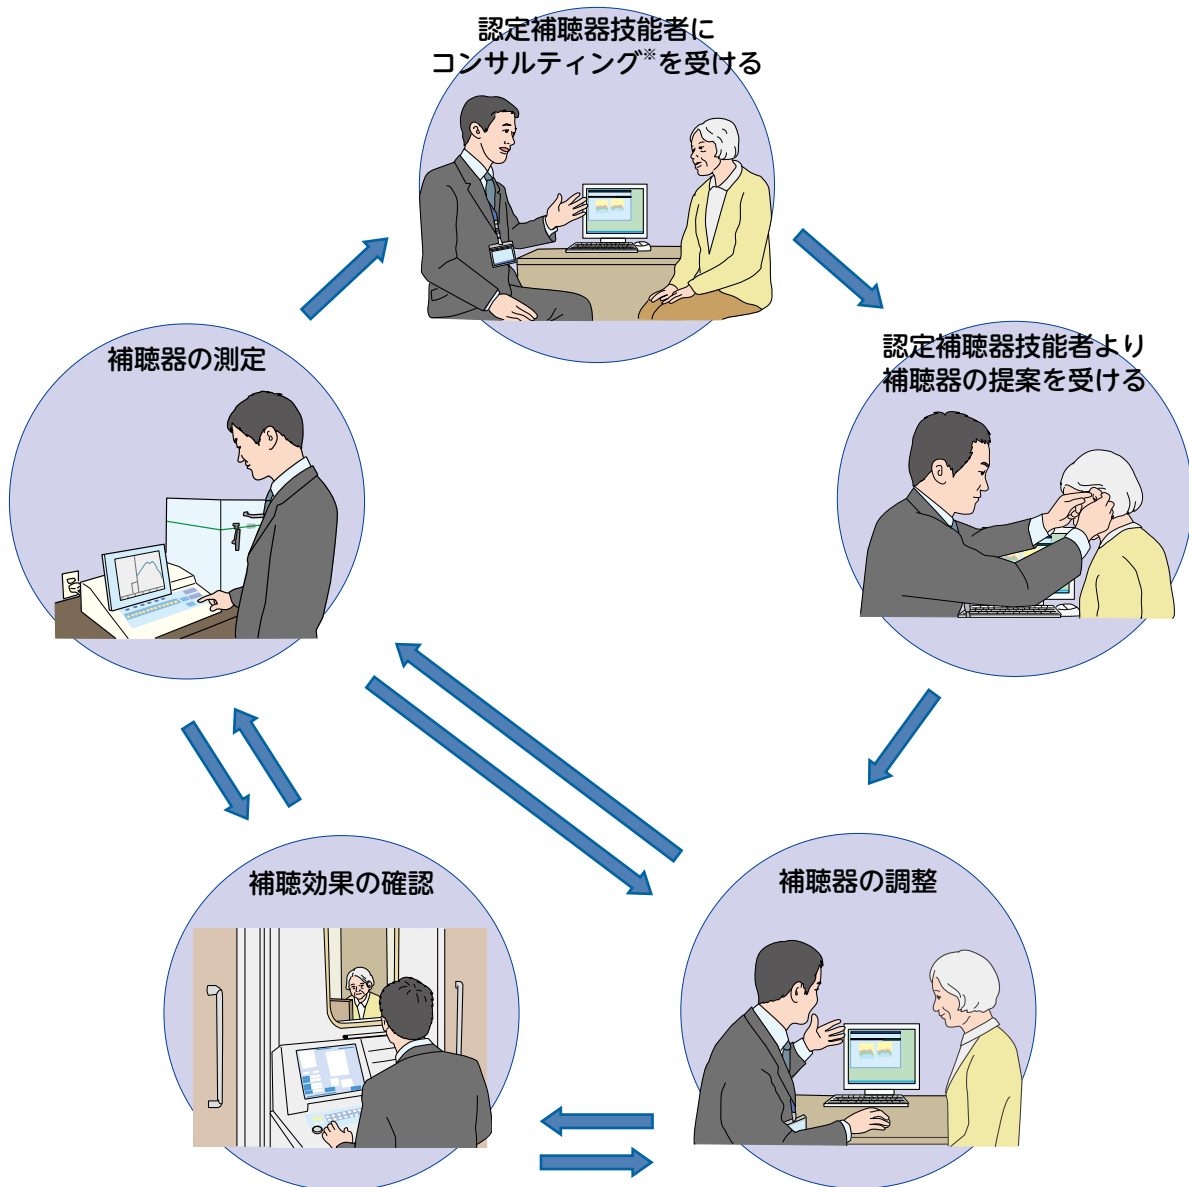 認定補聴器技能者に
コンサルティング※を受ける
認定補聴器技能者より
補聴器の提案を受ける
補聴器の測定
補聴効果の確認
補聴器の調整